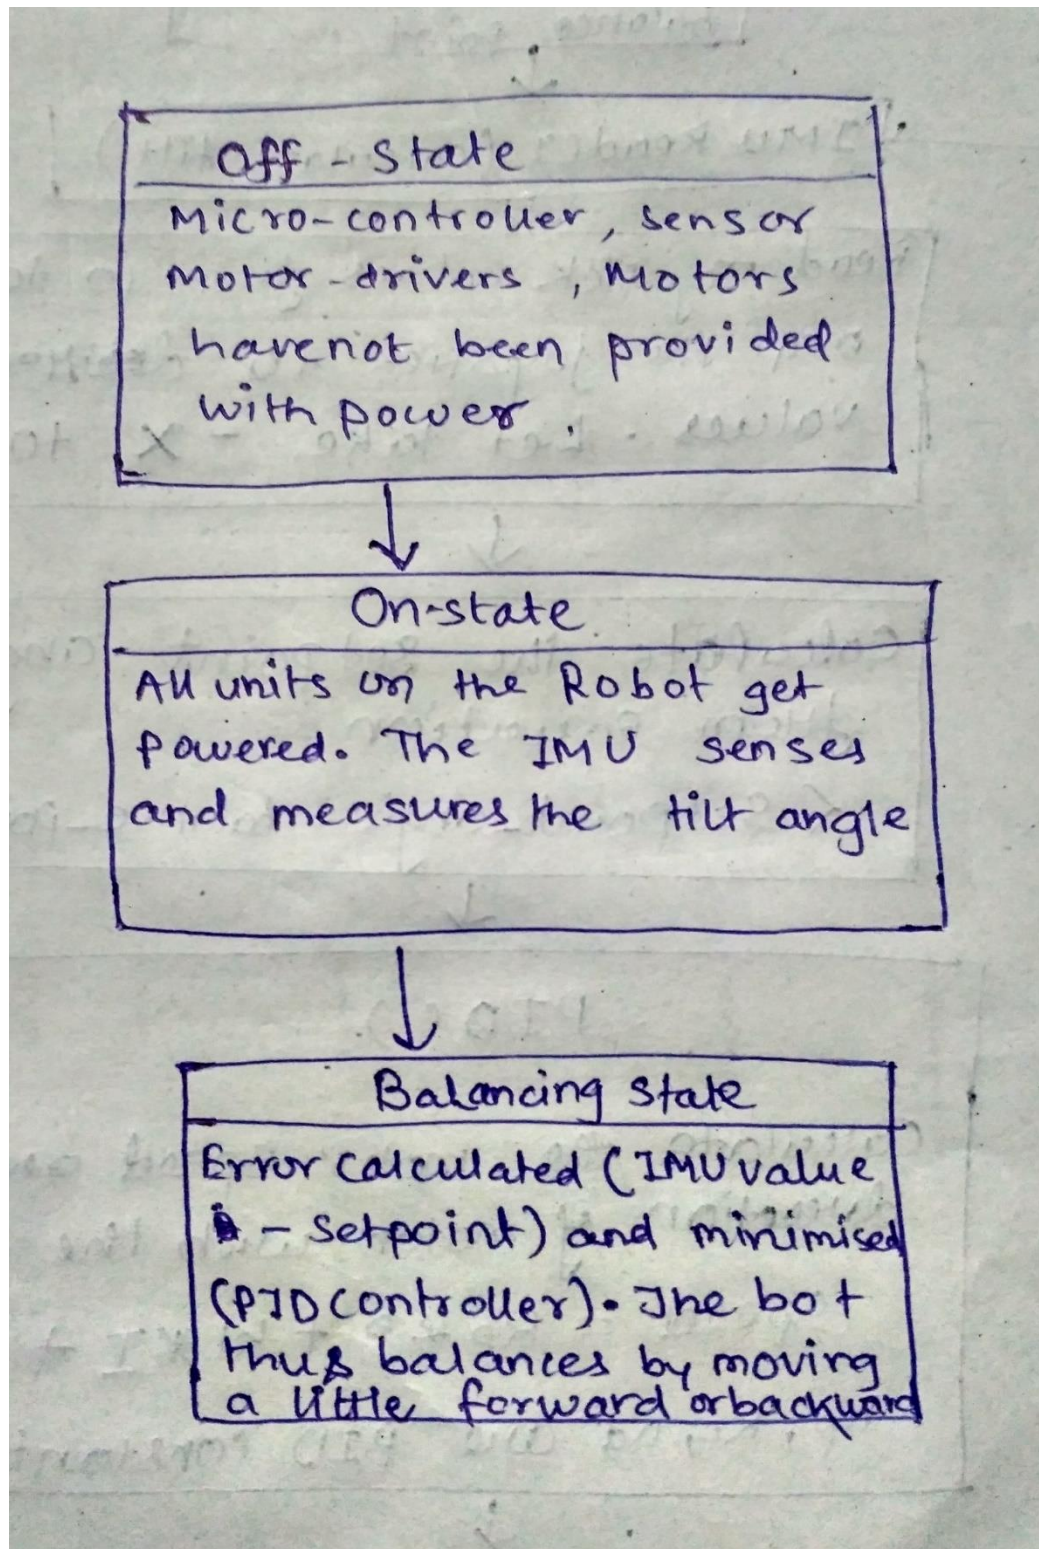 Off - State
Micro-controller, sensor
Motor-drivers, Motors
havenot been provided
with power.
On-state
All units on the Robot get
powered. The IMU senses
and measures the tilt angle
Balancing State
Error calculated (IMU value
- setpoint) and minimised
(PID controller). The bot
thus balances by moving
a little forward or backward